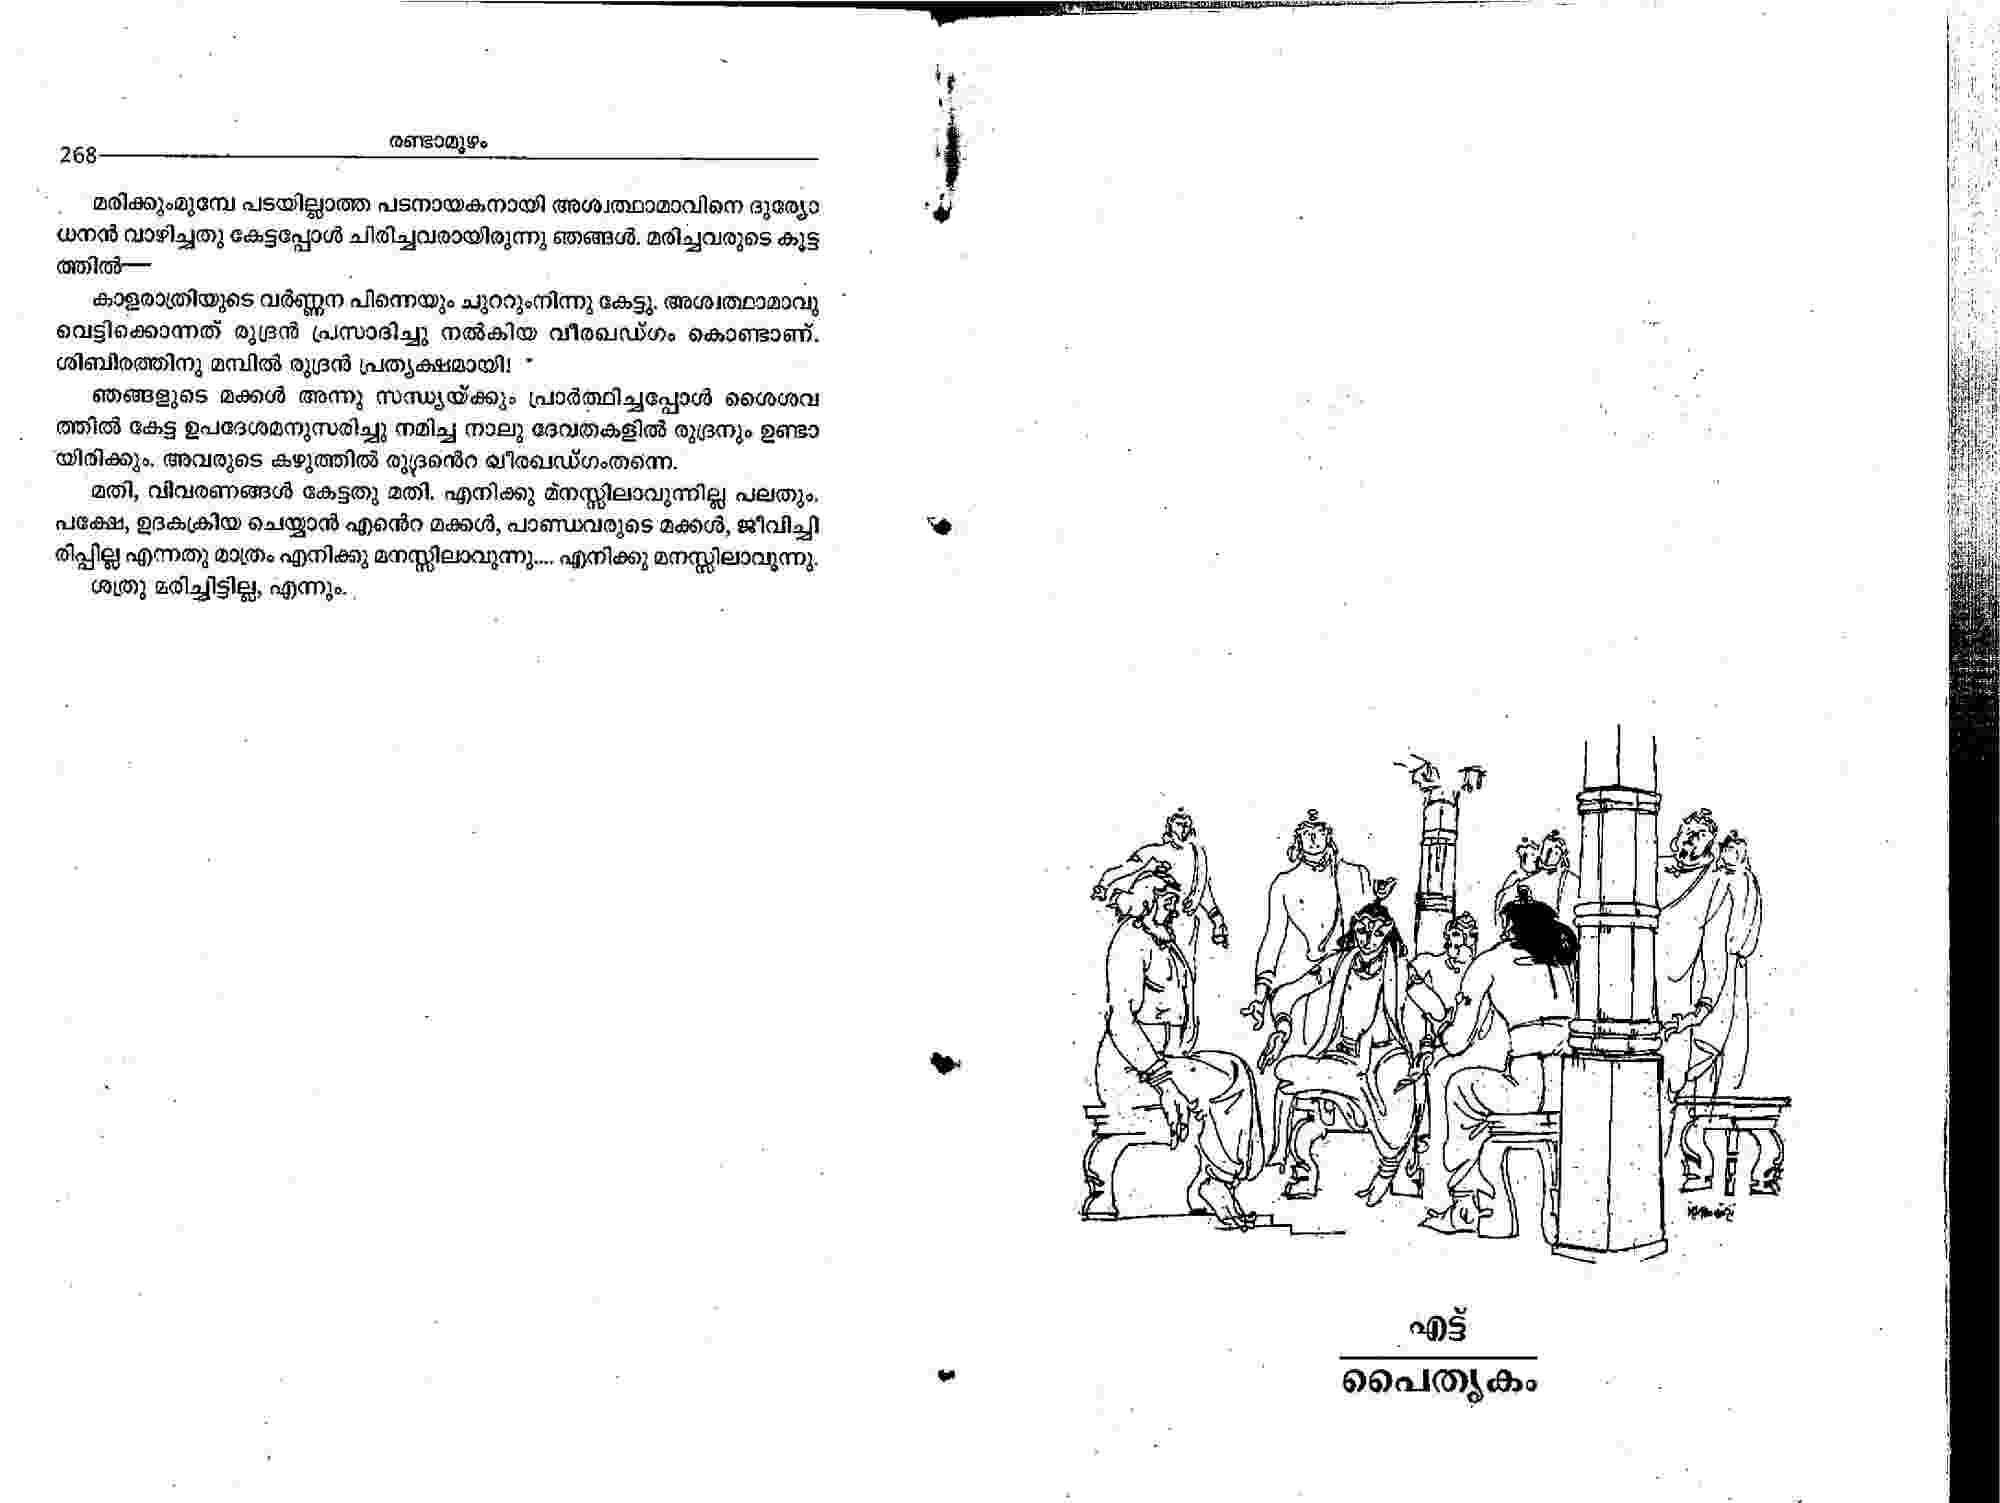 രണ്ടാമൂഴം
268
മരിക്കുംമുമ്പേ പടയില്ലാത്ത പടനായകനായി അശ്വത്ഥാമാവിനെ ദുര്യോ
ധനൻ വാഴിച്ചതു കേട്ടപ്പോൾ ചിരിച്ചവരായിരുന്നു ഞങ്ങൾ. മരിച്ചവരുടെ കൂട്ട
ത്തിൽ—
കാളരാത്രിയുടെ വർണ്ണന പിന്നെയും ചുററുംനിന്നു കേട്ടു. അശ്വത്ഥാമാവു
വെട്ടിക്കൊന്നത് രുദ്രൻ പ്രസാദിച്ചു നൽകിയ വീരഖഡ്ഗം കൊണ്ടാണ്.
ശിബിരത്തിനു മമ്പിൽ രുദ്രൻ പ്രത്യക്ഷമായി!
ഞങ്ങളുടെ മക്കൾ അന്നു സന്ധ്യയ്ക്കും പ്രാർത്ഥിച്ചപ്പോൾ ശൈശവ
ത്തിൽ കേട്ട ഉപദേശമനുസരിച്ചു നമിച്ച നാലു ദേവതകളിൽ രുദ്രനും ഉണ്ടാ
യിരിക്കും. അവരുടെ കഴുത്തിൽ രുദ്രന്റെ വീരഖഡ്ഗംതന്നെ.
മതി, വിവരണങ്ങൾ കേട്ടതു മതി. എനിക്കു മനസ്സിലാവുന്നില്ല പലതും.
പക്ഷേ, ഉദകക്രിയ ചെയ്യാൻ എന്റെ മക്കൾ, പാണ്ഡവരുടെ മക്കൾ, ജീവിച്ചി
രിപ്പില്ല എന്നതു മാത്രം എനിക്കു മനസ്സിലാവുന്നു.... എനിക്കു മനസ്സിലാവുന്നു.
ശത്രു മരിച്ചിട്ടില്ല, എന്നും.
എട്ട്
പൈതൃകം